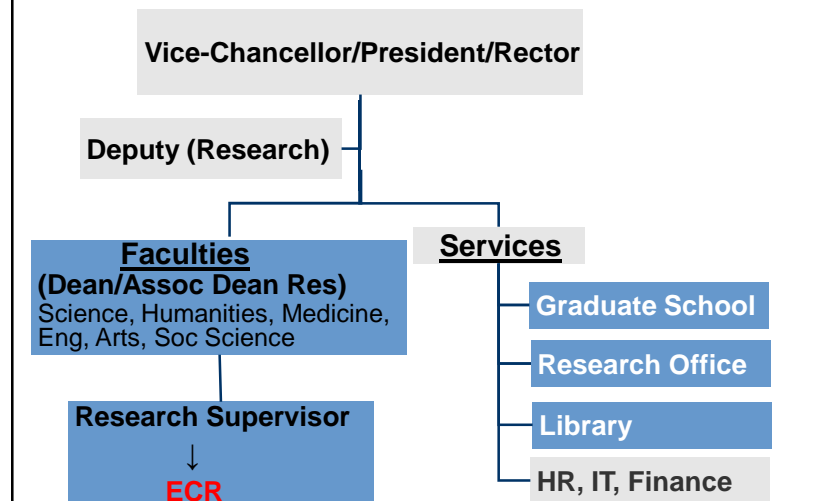 Vice-Chancellor/President/Rector
Deputy (Research)
Faculties
(Dean/Assoc Dean Res)
Science, Humanities, Medicine,
Eng, Arts, Soc Science
Research Supervisor
↓
ECR
Services
Graduate School
Research Office
Library
HR, IT, Finance